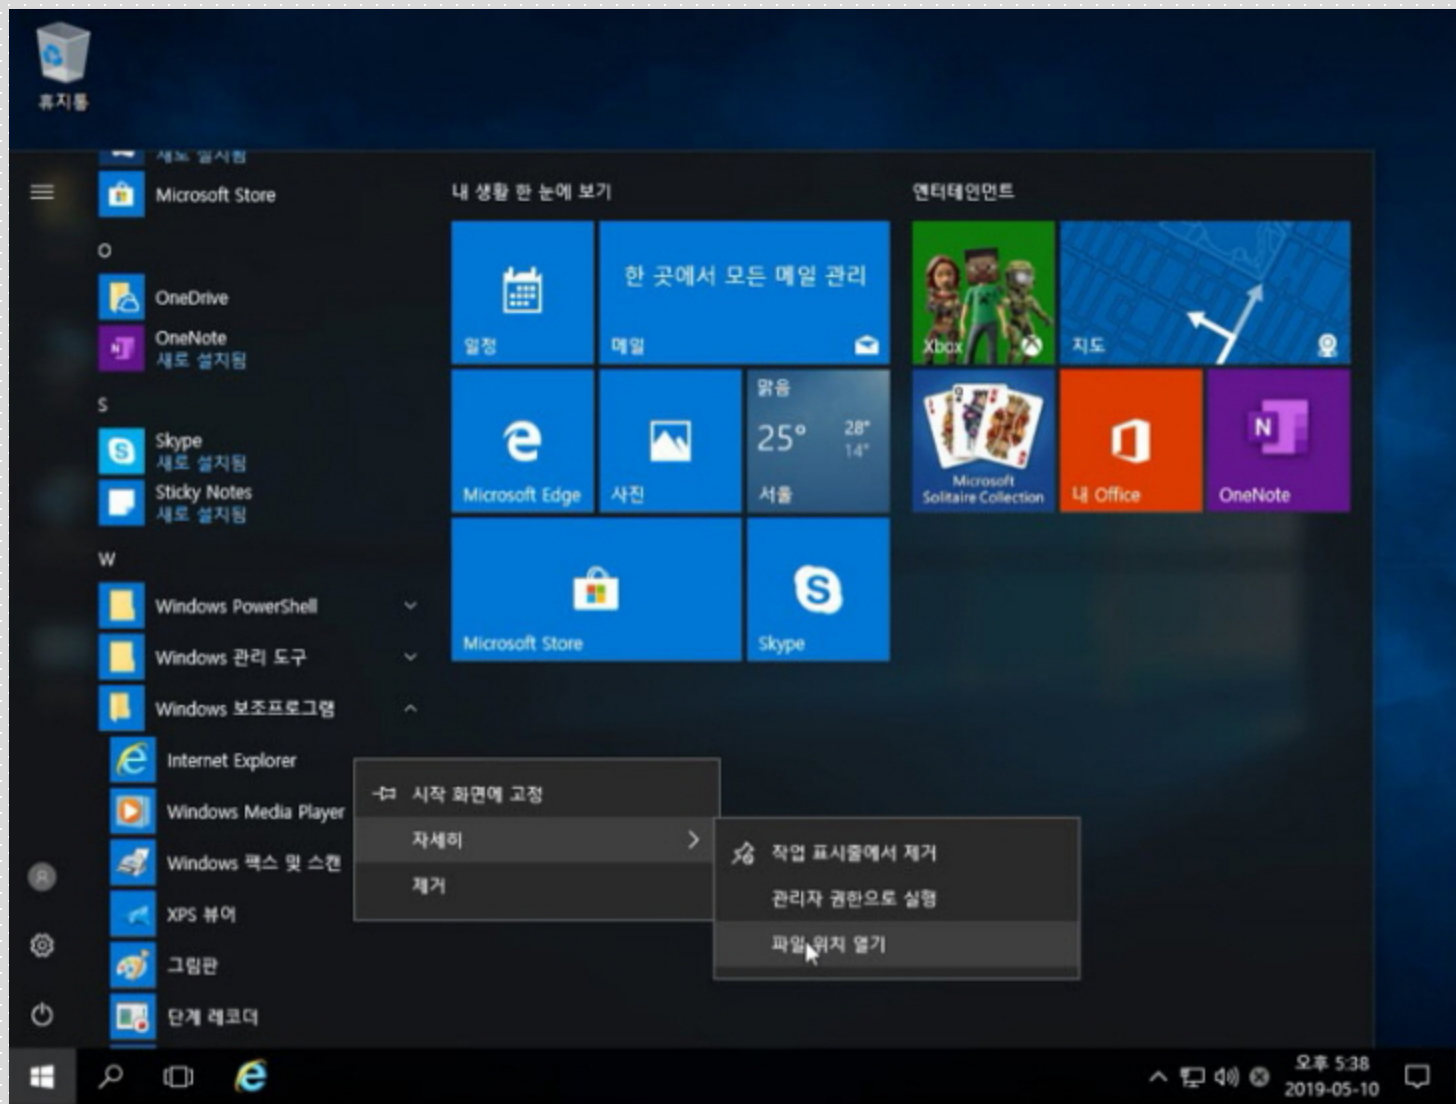 휴지통
새로 설치됨
Microsoft Store
O
OneDrive
OneNote
새로 설치됨
S
Skype
새로 설치됨
Sticky Notes
새로 설치됨
W
Windows PowerShell
Windows 관리 도구
Windows 보조프로그램
Internet Explorer
Windows Media Player
Windows 팩스 및 스캔
XPS 뷰어
그림판
단계 레코더
내 생활 한 눈에 보기
일정
한 곳에서 모든 메일 관리
메일
Microsoft Edge
사진
맑음
25°
28°
14°
서울
Microsoft Store
Skype
엔터테인먼트
Xbox
지도
Microsoft
Solitaire Collection
내 Office
N
OneNote
시작 화면에 고정
자세히
제거
작업 표시줄에서 제거
관리자 권한으로 실행
파일 위치 열기
오후 5:38
2019-05-10